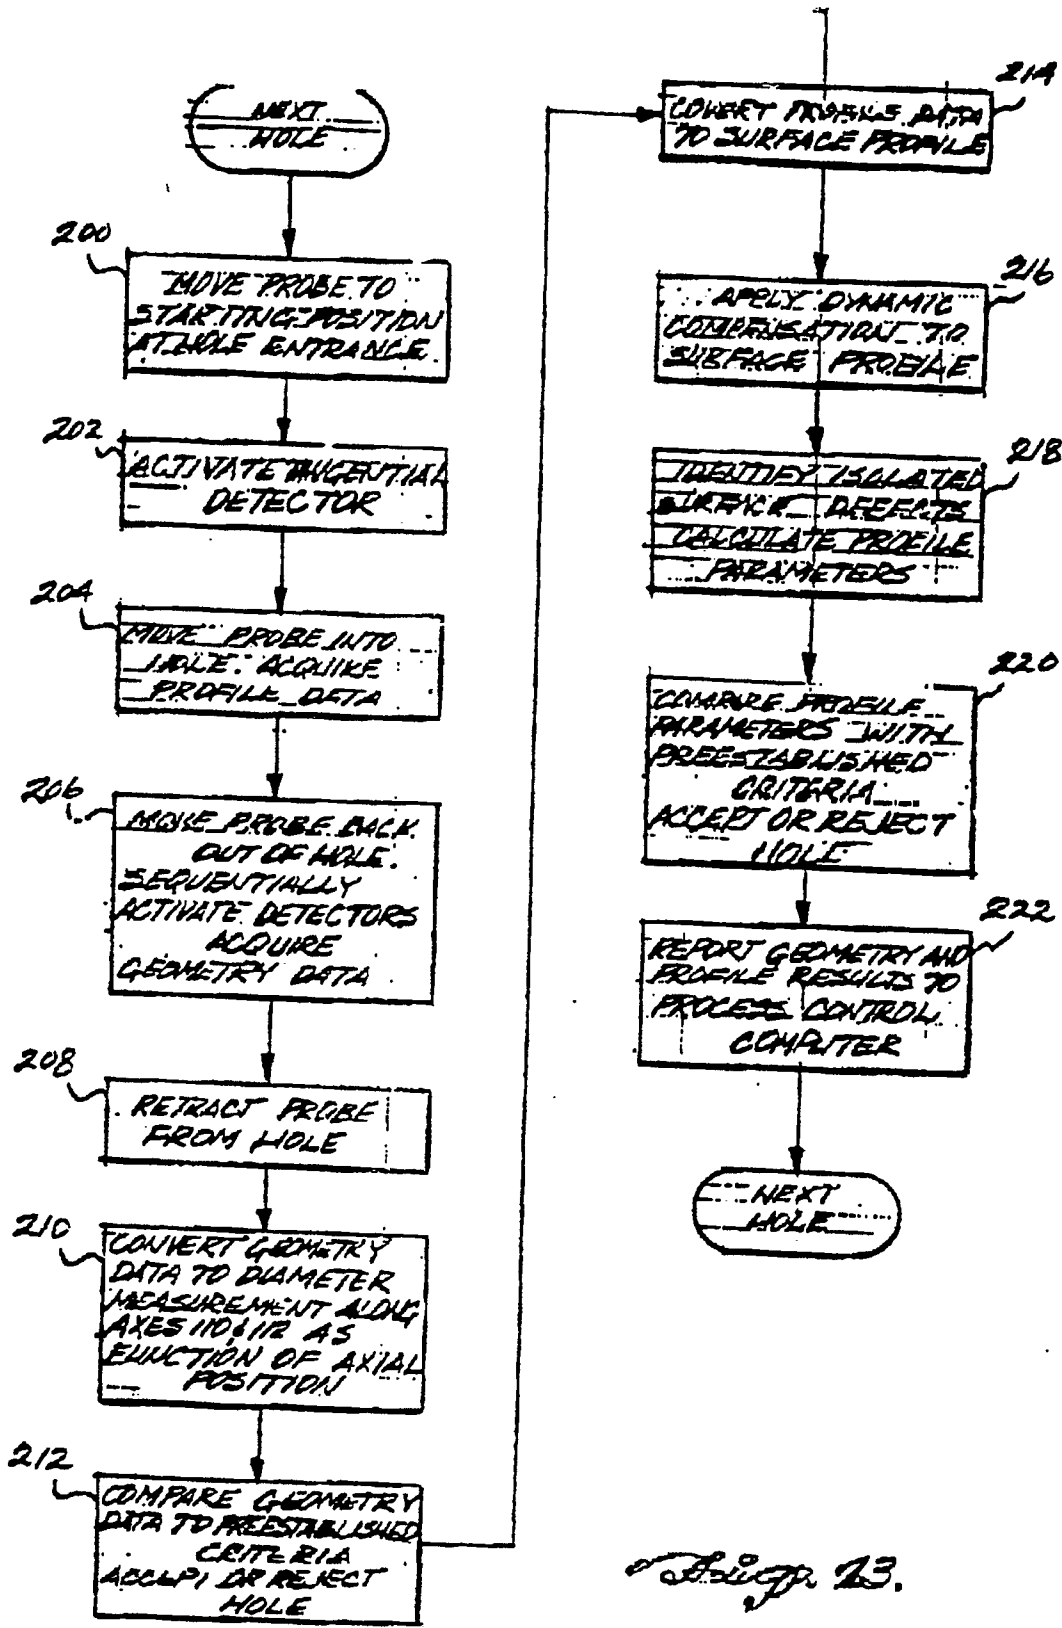 NEXT
HOLE
200
MOVE PROBE TO
STARTING POSITION
AT HOLE ENTRANCE
202
ACTIVATE TANGENTIAL
DETECTOR
204
MOVE PROBE INTO
HOLE. ACQUIRE
PROFILE DATA
206
MOVE PROBE BACK
OUT OF HOLE.
SEQUENTIALLY
ACTIVATE DETECTORS
ACQUIRE
GEOMETRY DATA
208
RETRACT PROBE
FROM HOLE
210
CONVERT GEOMETRY
DATA TO DIAMETER
MEASUREMENT ALONG
AXES 110 & 112 AS
FUNCTION OF AXIAL
POSITION
212
COMPARE GEOMETRY
DATA TO PREESTABLISHED
CRITERIA
ACCEPT OR REJECT
HOLE
214
COVERT PROFILE DATA
TO SURFACE PROFILE
216
APPLY DYNAMIC
COMPENSATION TO
SURFACE PROFILE
218
IDENTIFY ISOLATED
SURFACE DEFECTS
CALCULATE PROFILE
PARAMETERS
220
COMPARE PROFILE
PARAMETERS WITH
PREESTABLISHED
CRITERIA
ACCEPT OR REJECT
HOLE
222
REPORT GEOMETRY AND
PROFILE RESULTS TO
PROCESS CONTROL
COMPUTER
NEXT
HOLE
Fig. 13.